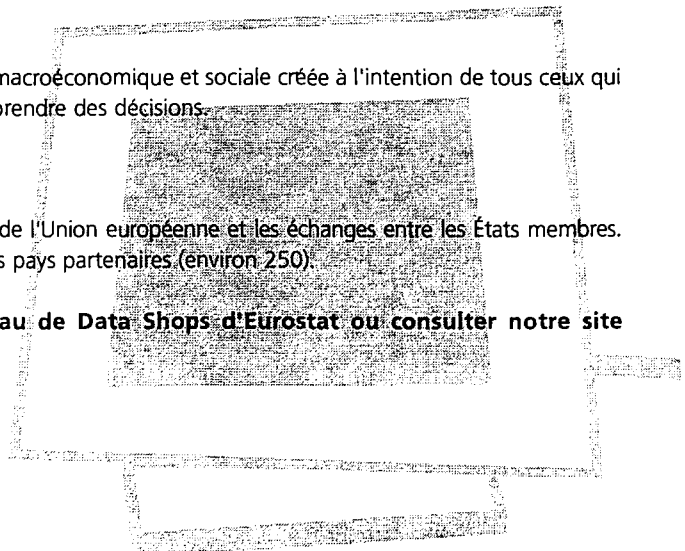 macroéconomique et sociale créée à l'intention de tous ceux qui
prendre des décisions.
de l'Union européenne et les échanges entre les États membres.
s pays partenaires (environ 250).
au de Data Shops d'Eurostat ou consulter notre site